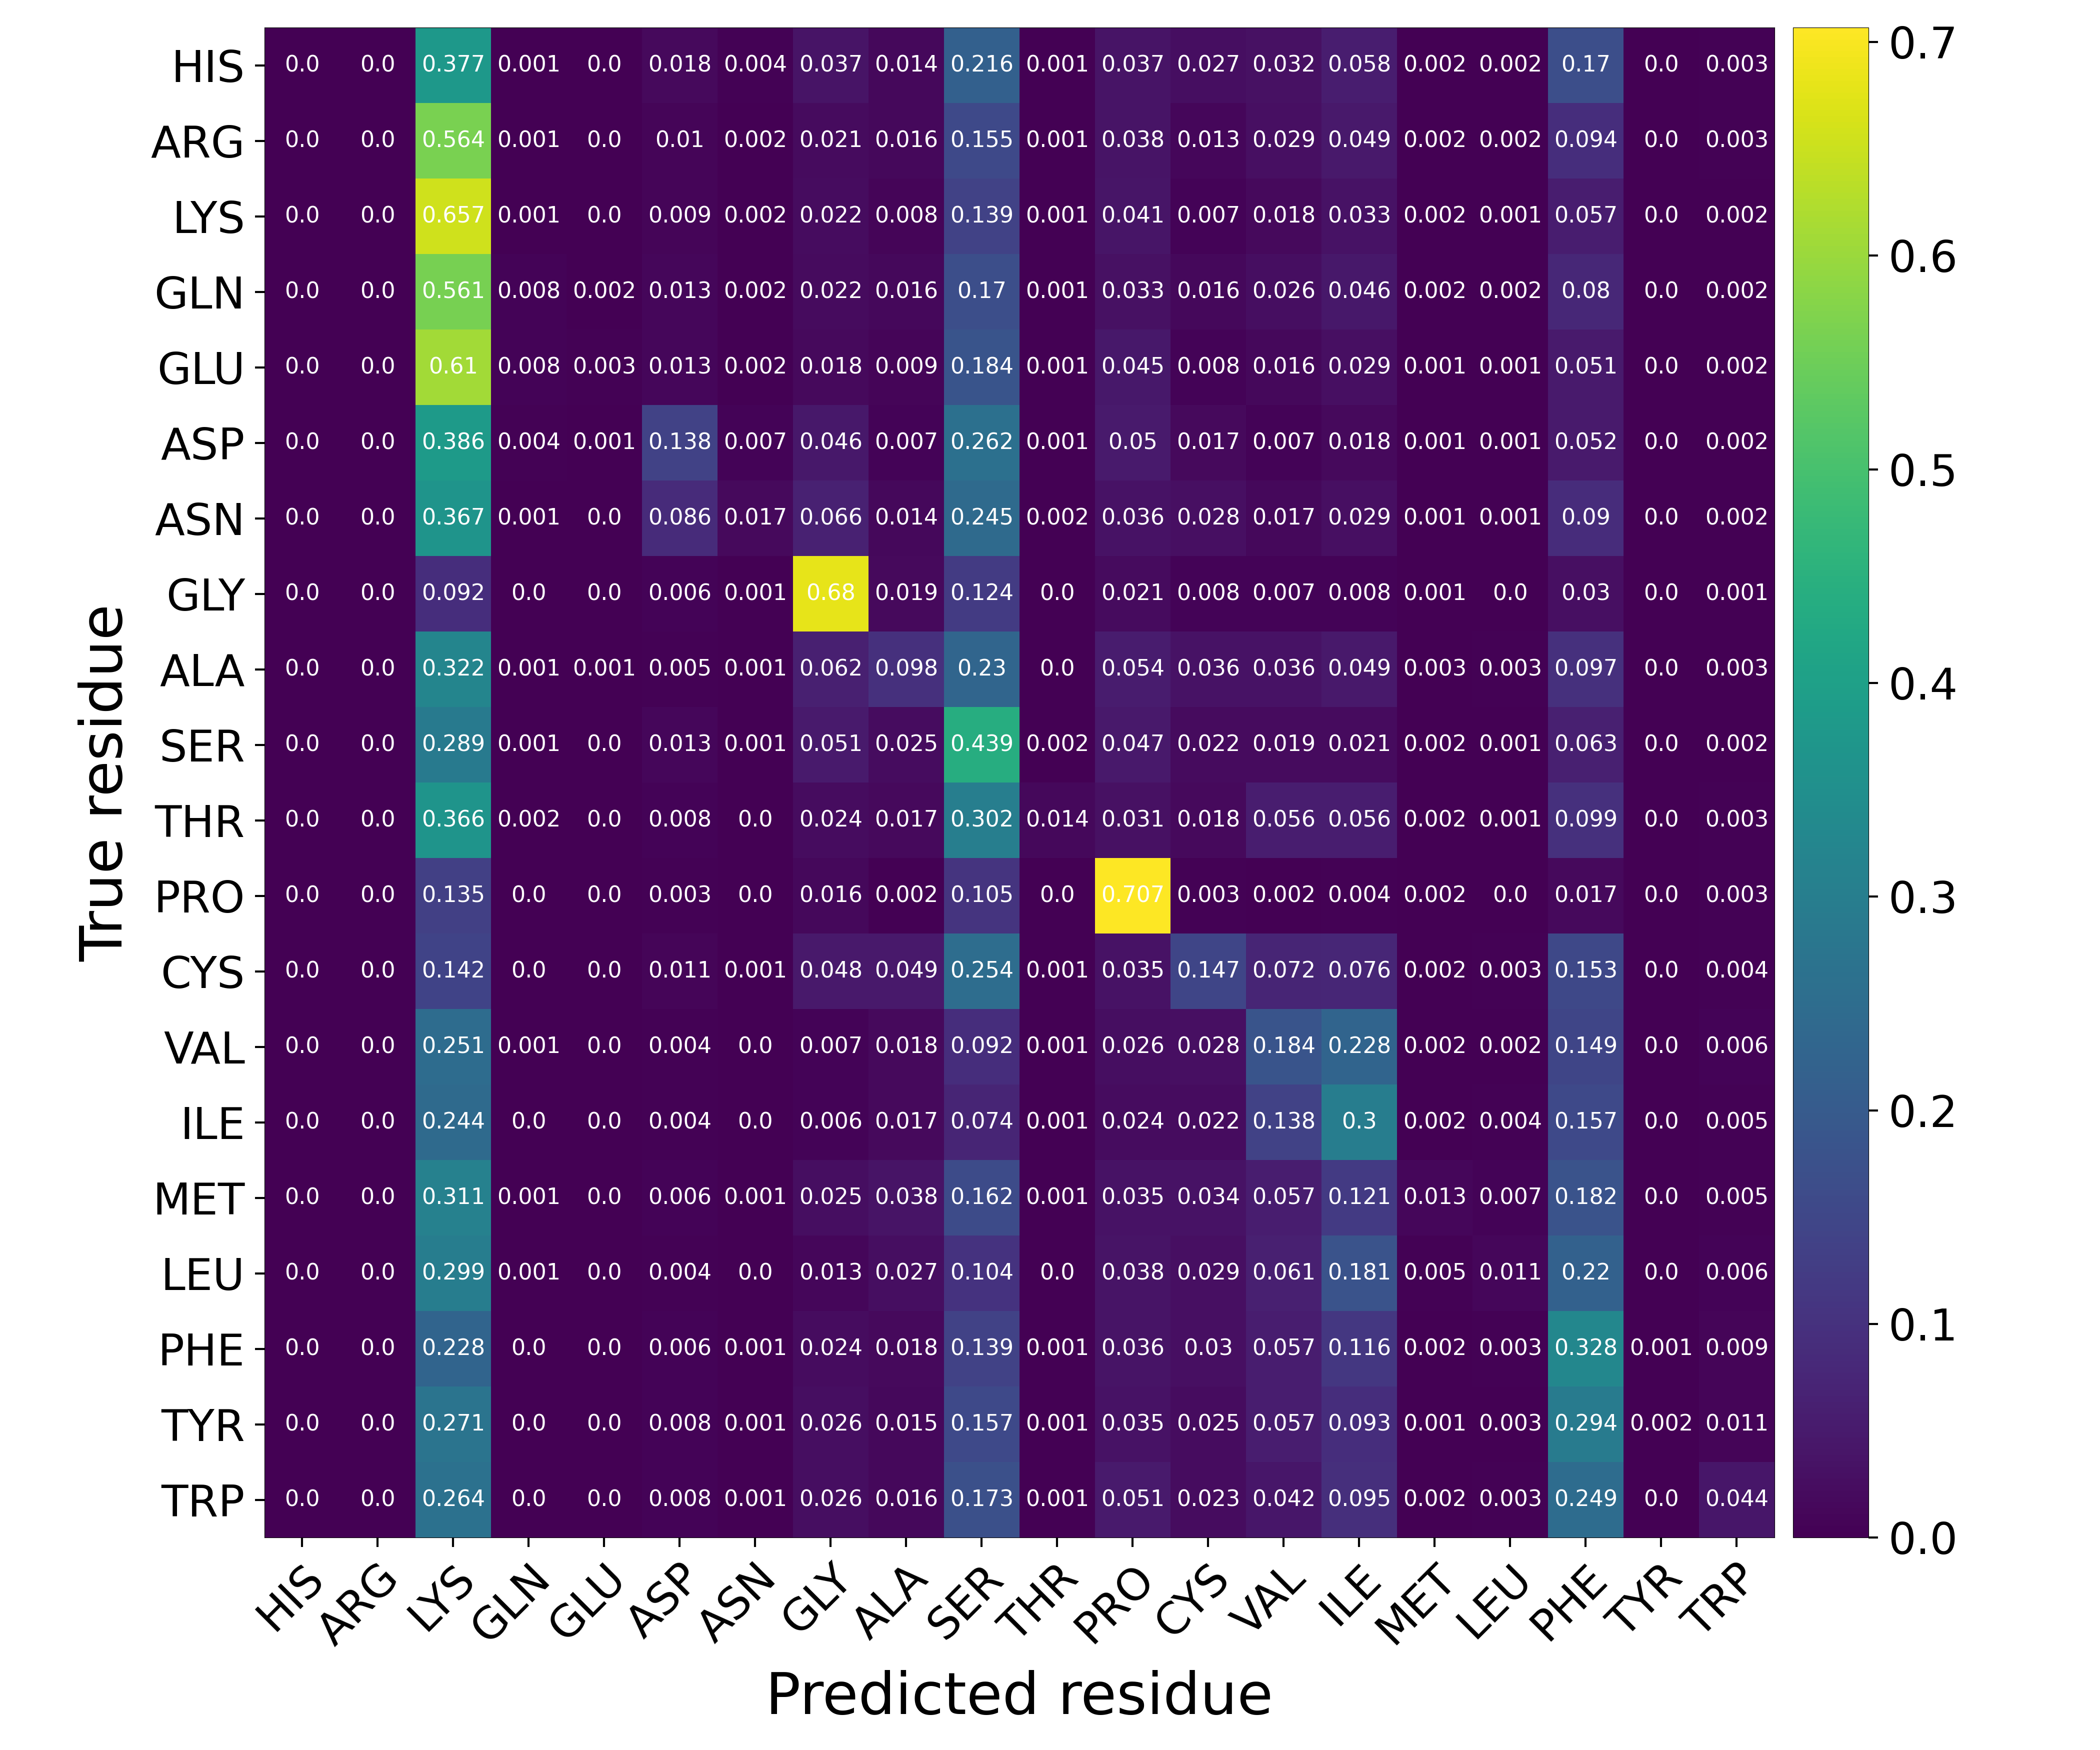 HIS 0.0 0.0 0.377 0.001 0.0 0.018 0.004 0.037 0.014 0.216 0.001 0.037 0.027 0.032 0.058 0.002 0.002 0.17 0.0 0.003
ARG 0.0 0.0 0.564 0.001 0.0 0.01 0.002 0.021 0.016 0.155 0.001 0.038 0.013 0.029 0.049 0.002 0.002 0.094 0.0 0.003
LYS 0.0 0.0 0.657 0.001 0.0 0.009 0.002 0.022 0.008 0.139 0.001 0.041 0.007 0.018 0.033 0.002 0.001 0.057 0.0 0.002
GLN 0.0 0.0 0.561 0.008 0.002 0.013 0.002 0.022 0.016 0.17 0.001 0.033 0.016 0.026 0.046 0.002 0.002 0.08 0.0 0.002
GLU 0.0 0.0 0.61 0.008 0.003 0.013 0.002 0.018 0.009 0.184 0.001 0.045 0.008 0.016 0.029 0.001 0.001 0.051 0.0 0.002
ASP 0.0 0.0 0.386 0.004 0.001 0.138 0.007 0.046 0.007 0.262 0.001 0.05 0.017 0.007 0.018 0.001 0.001 0.052 0.0 0.002
ASN 0.0 0.0 0.367 0.001 0.0 0.086 0.017 0.066 0.014 0.245 0.002 0.036 0.028 0.017 0.029 0.001 0.001 0.09 0.0 0.002
GLY 0.0 0.0 0.092 0.0 0.0 0.006 0.001 0.68 0.019 0.124 0.0 0.021 0.008 0.007 0.008 0.001 0.0 0.03 0.0 0.001
ALA 0.0 0.0 0.322 0.001 0.001 0.005 0.001 0.062 0.098 0.23 0.0 0.054 0.036 0.036 0.049 0.003 0.003 0.097 0.0 0.003
SER 0.0 0.0 0.289 0.001 0.0 0.013 0.001 0.051 0.025 0.439 0.002 0.047 0.022 0.019 0.021 0.002 0.001 0.063 0.0 0.002
THR 0.0 0.0 0.366 0.002 0.0 0.008 0.0 0.024 0.017 0.302 0.014 0.031 0.018 0.056 0.056 0.002 0.001 0.099 0.0 0.003
PRO 0.0 0.0 0.135 0.0 0.0 0.003 0.0 0.016 0.002 0.105 0.0 0.707 0.003 0.002 0.004 0.002 0.0 0.017 0.0 0.003
CYS 0.0 0.0 0.142 0.0 0.0 0.011 0.001 0.048 0.049 0.254 0.001 0.035 0.147 0.072 0.076 0.002 0.003 0.153 0.0 0.004
VAL 0.0 0.0 0.251 0.001 0.0 0.004 0.0 0.007 0.018 0.092 0.001 0.026 0.028 0.184 0.228 0.002 0.002 0.149 0.0 0.006
ILE 0.0 0.0 0.244 0.0 0.0 0.004 0.0 0.006 0.017 0.074 0.001 0.024 0.022 0.138 0.3 0.002 0.004 0.157 0.0 0.005
MET 0.0 0.0 0.311 0.001 0.0 0.006 0.001 0.025 0.038 0.162 0.001 0.035 0.034 0.057 0.121 0.013 0.007 0.182 0.0 0.005
LEU 0.0 0.0 0.299 0.001 0.0 0.004 0.0 0.013 0.027 0.104 0.0 0.038 0.029 0.061 0.181 0.005 0.011 0.22 0.0 0.006
PHE 0.0 0.0 0.228 0.0 0.0 0.006 0.001 0.024 0.018 0.139 0.001 0.036 0.03 0.057 0.116 0.002 0.003 0.328 0.001 0.009
TYR 0.0 0.0 0.271 0.0 0.0 0.008 0.001 0.026 0.015 0.157 0.001 0.035 0.025 0.057 0.093 0.001 0.003 0.294 0.002 0.011
TRP 0.0 0.0 0.264 0.0 0.0 0.008 0.001 0.026 0.016 0.173 0.001 0.051 0.023 0.042 0.095 0.002 0.003 0.249 0.0 0.044
HIS ARG LYS GLN GLU ASP ASN GLY ALA SER THR PRO CYS VAL ILE MET LEU PHE TYR TRP
Predicted residue
True residue
0.7
0.6
0.5
0.4
0.3
0.2
0.1
0.0